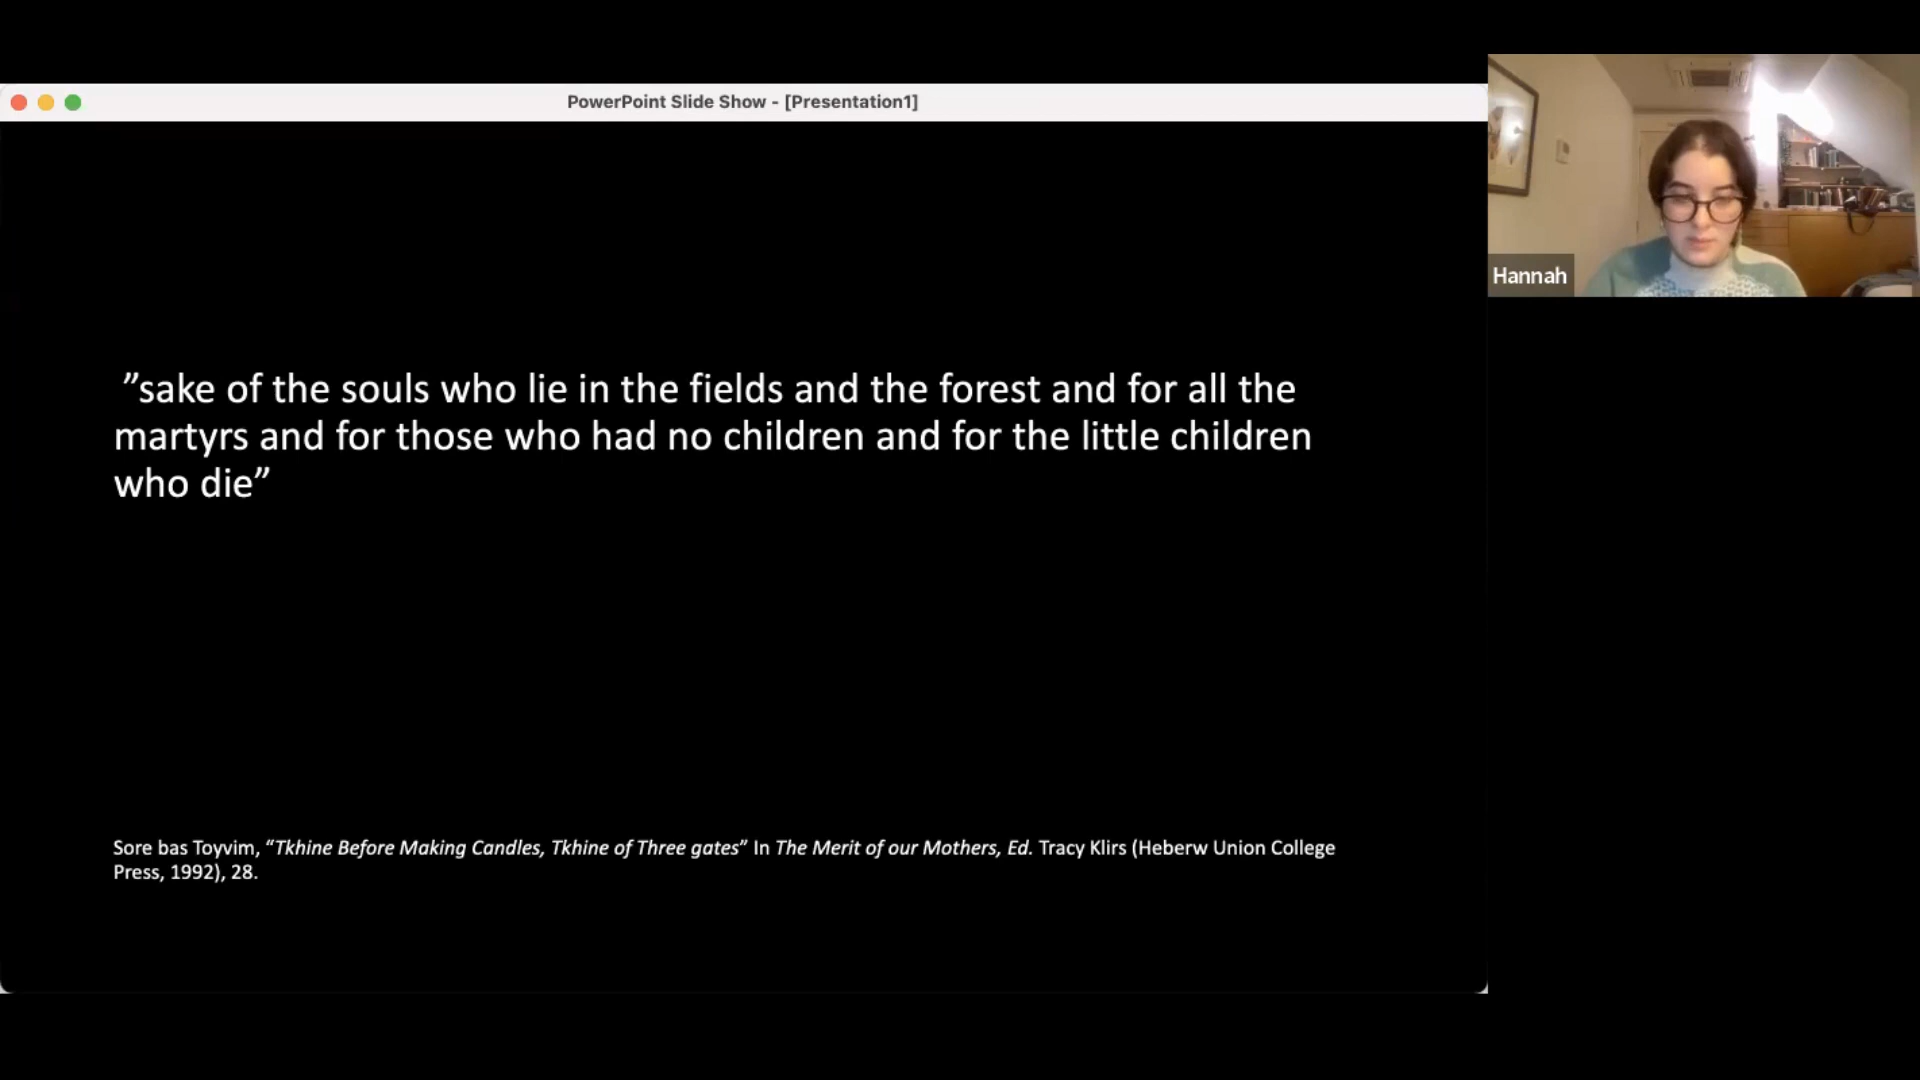 PowerPoint Slide Show - [Presentation1]
Hannah
”sake of the souls who lie in the fields and the forest and for all the
martyrs and for those who had no children and for the little children
who die”
Sore bas Toyvim, “Tkhine Before Making Candles, Tkhine of Three gates” In The Merit of our Mothers, Ed. Tracy Klirs (Heberw Union College
Press, 1992), 28.